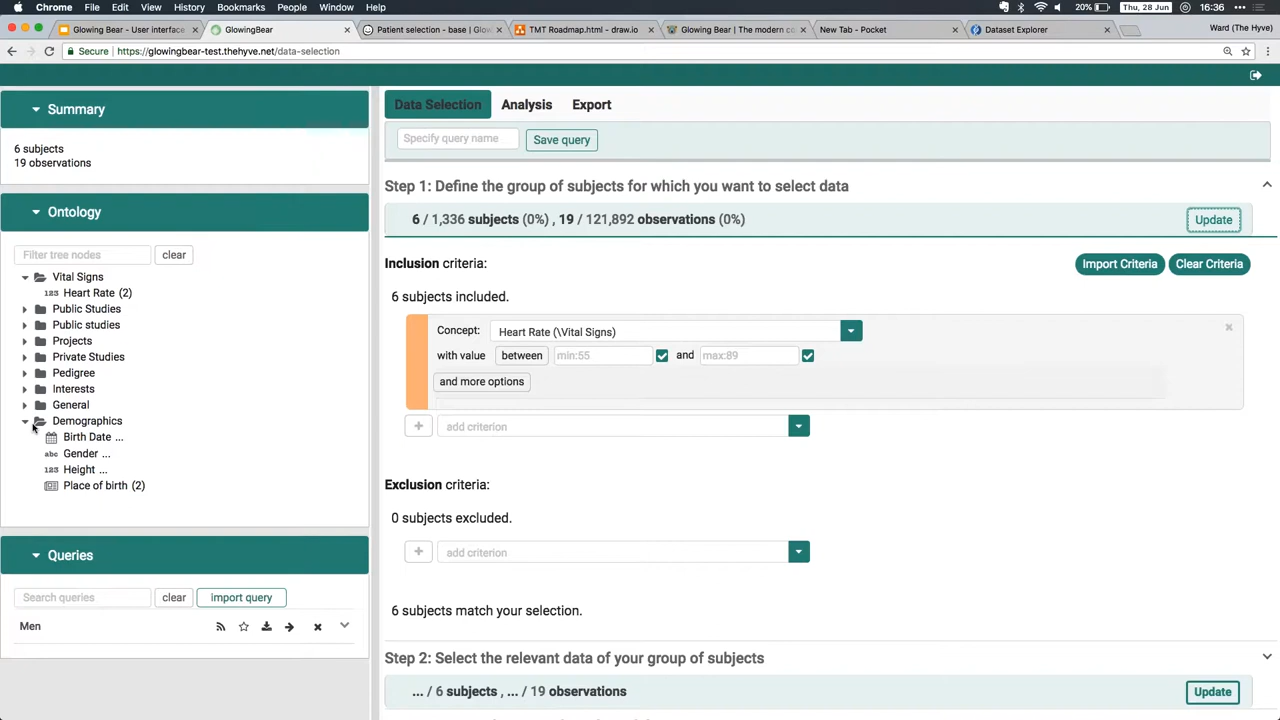 Chrome File Edit View History Bookmarks People Window Help 20% Thu, 28 Jun 16:36
Glowing Bear - User interface GlowingBear Patient selection - base | Glow TMT Roadmap.html - draw.io Glowing Bear | The modern co New Tab - Pocket Dataset Explorer Ward (The Hyve)
Secure https://glowingbear-test.thehyve.net/data-selection
Summary
6 subjects
19 observations
Ontology
Filter tree nodes clear
Vital Signs
123 Heart Rate (2)
Public Studies
Public studies
Projects
Private Studies
Pedigree
Interests
General
Demographics
Birth Date ...
abc Gender ...
123 Height ...
Place of birth (2)
Queries
Search queries clear import query
Men
Data Selection Analysis Export
Specify query name Save query
Step 1: Define the group of subjects for which you want to select data
6 / 1,336 subjects (0%) , 19 / 121,892 observations (0%) Update
Inclusion criteria: Import Criteria Clear Criteria
6 subjects included.
Concept: Heart Rate (\Vital Signs)
with value between min:55 and max:89
and more options
+ add criterion
Exclusion criteria:
0 subjects excluded.
+ add criterion
6 subjects match your selection.
Step 2: Select the relevant data of your group of subjects
... / 6 subjects , ... / 19 observations Update